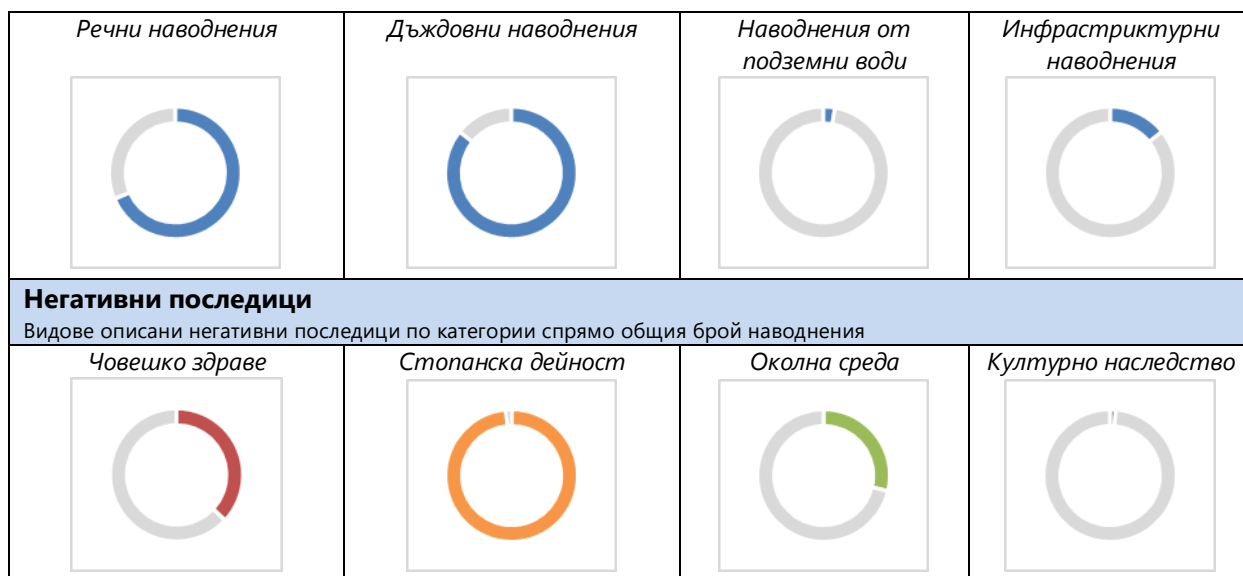 Речни наводнения
Дъждовни наводнения
Наводнения от
подземни води
Инфрастриктурни
наводнения
Негативни последици
Видове описани негативни последици по категории спрямо общия брой наводнения
Човешко здраве
Стопанска дейност
Околна среда
Културно наследство